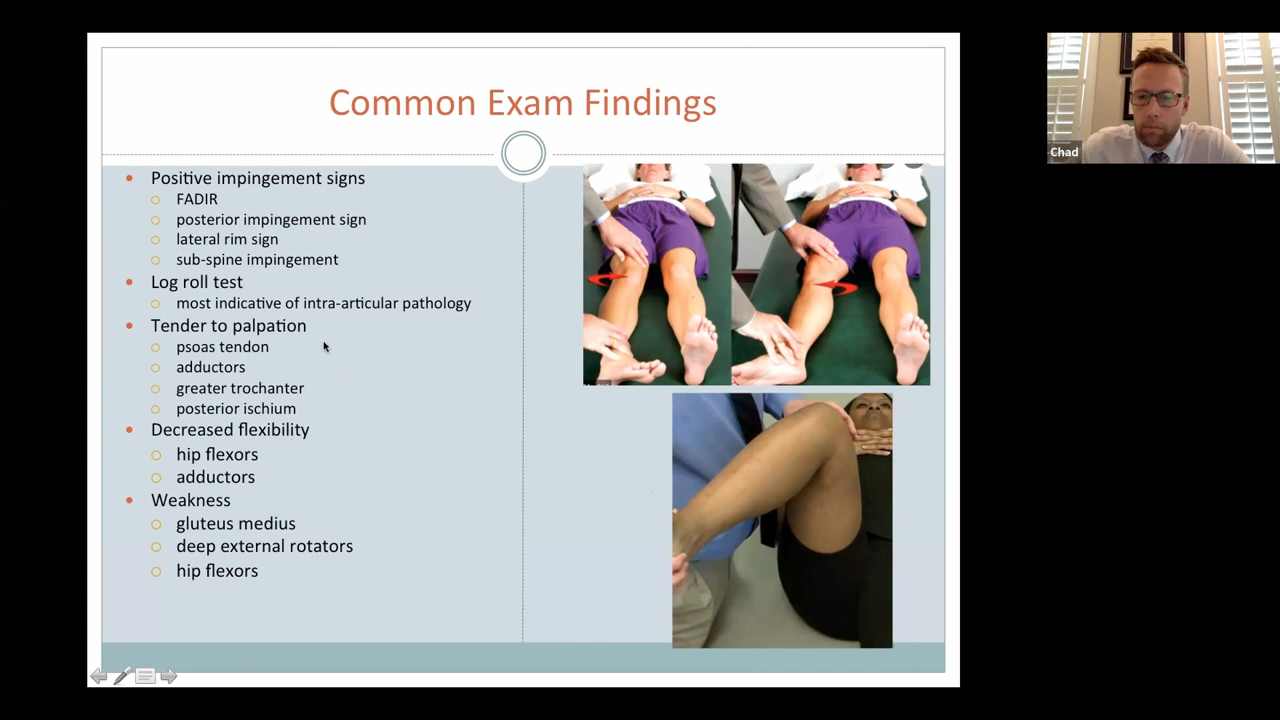 Common Exam Findings
Positive impingement signs
FADIR
posterior impingement sign
lateral rim sign
sub-spine impingement
Log roll test
most indicative of intra-articular pathology
Tender to palpation
psoas tendon
adductors
greater trochanter
posterior ischium
Decreased flexibility
hip flexors
adductors
Weakness
gluteus medius
deep external rotators
hip flexors
Chad